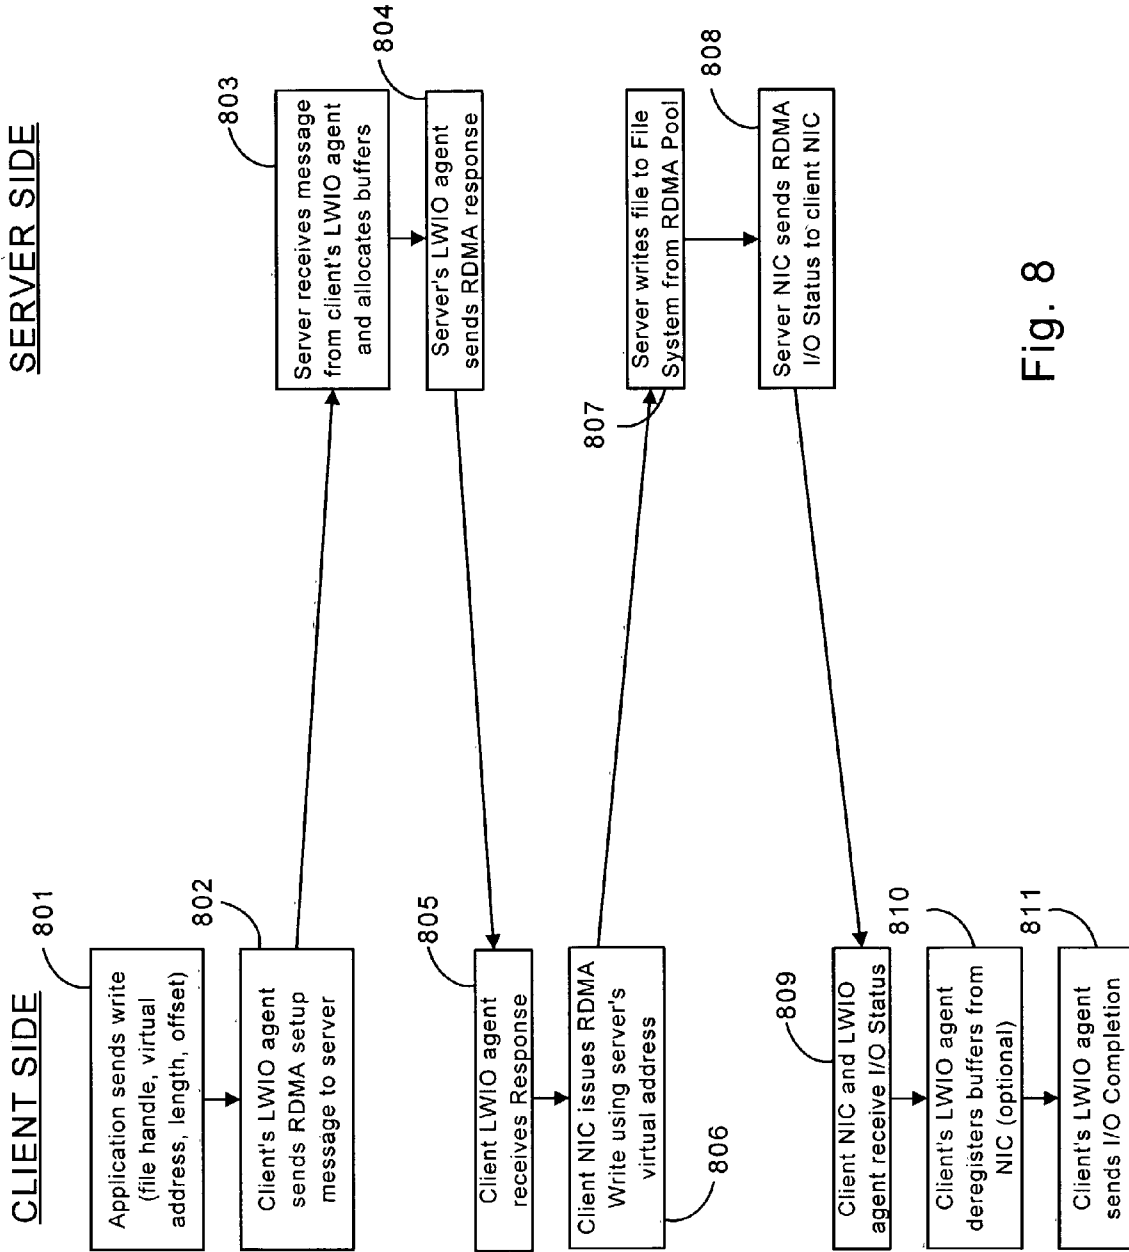 CLIENT SIDE
SERVER SIDE
801
Application sends write
(file handle, virtual
address, length, offset)
802
Client's LWIO agent
sends RDMA setup
message to server
803
Server receives message
from client's LWIO agent
and allocates buffers
804
Server's LWIO agent
sends RDMA response
805
Client LWIO agent
receives Response
806
Client NIC issues RDMA
Write using server's
virtual address
807
Server writes file to File
System from RDMA Pool
808
Server NIC sends RDMA
I/O Status to client NIC
809
Client NIC and LWIO
agent receive I/O Status
810
Client's LWIO agent
deregisters buffers from
NIC (optional)
811
Client's LWIO agent
sends I/O Completion
Fig. 8